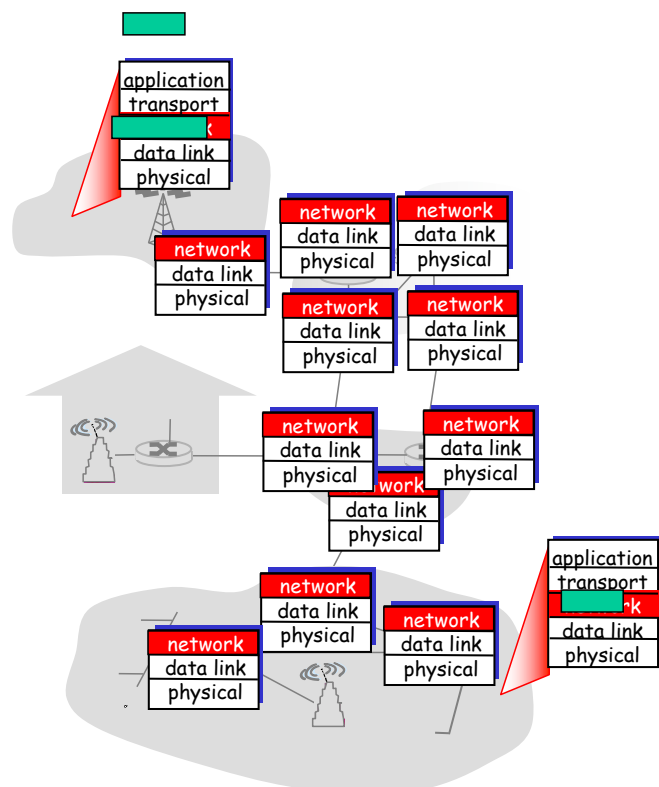 application
transport
data link
physical
network
data link
physical
network
data link
physical
network
data link
physical
network
data link
physical
network
data link
physical
network
data link
physical
network
data link
physical
work
data link
physical
application
transport
data link
physical
network
data link
physical
network
data link
physical
network
data link
physical